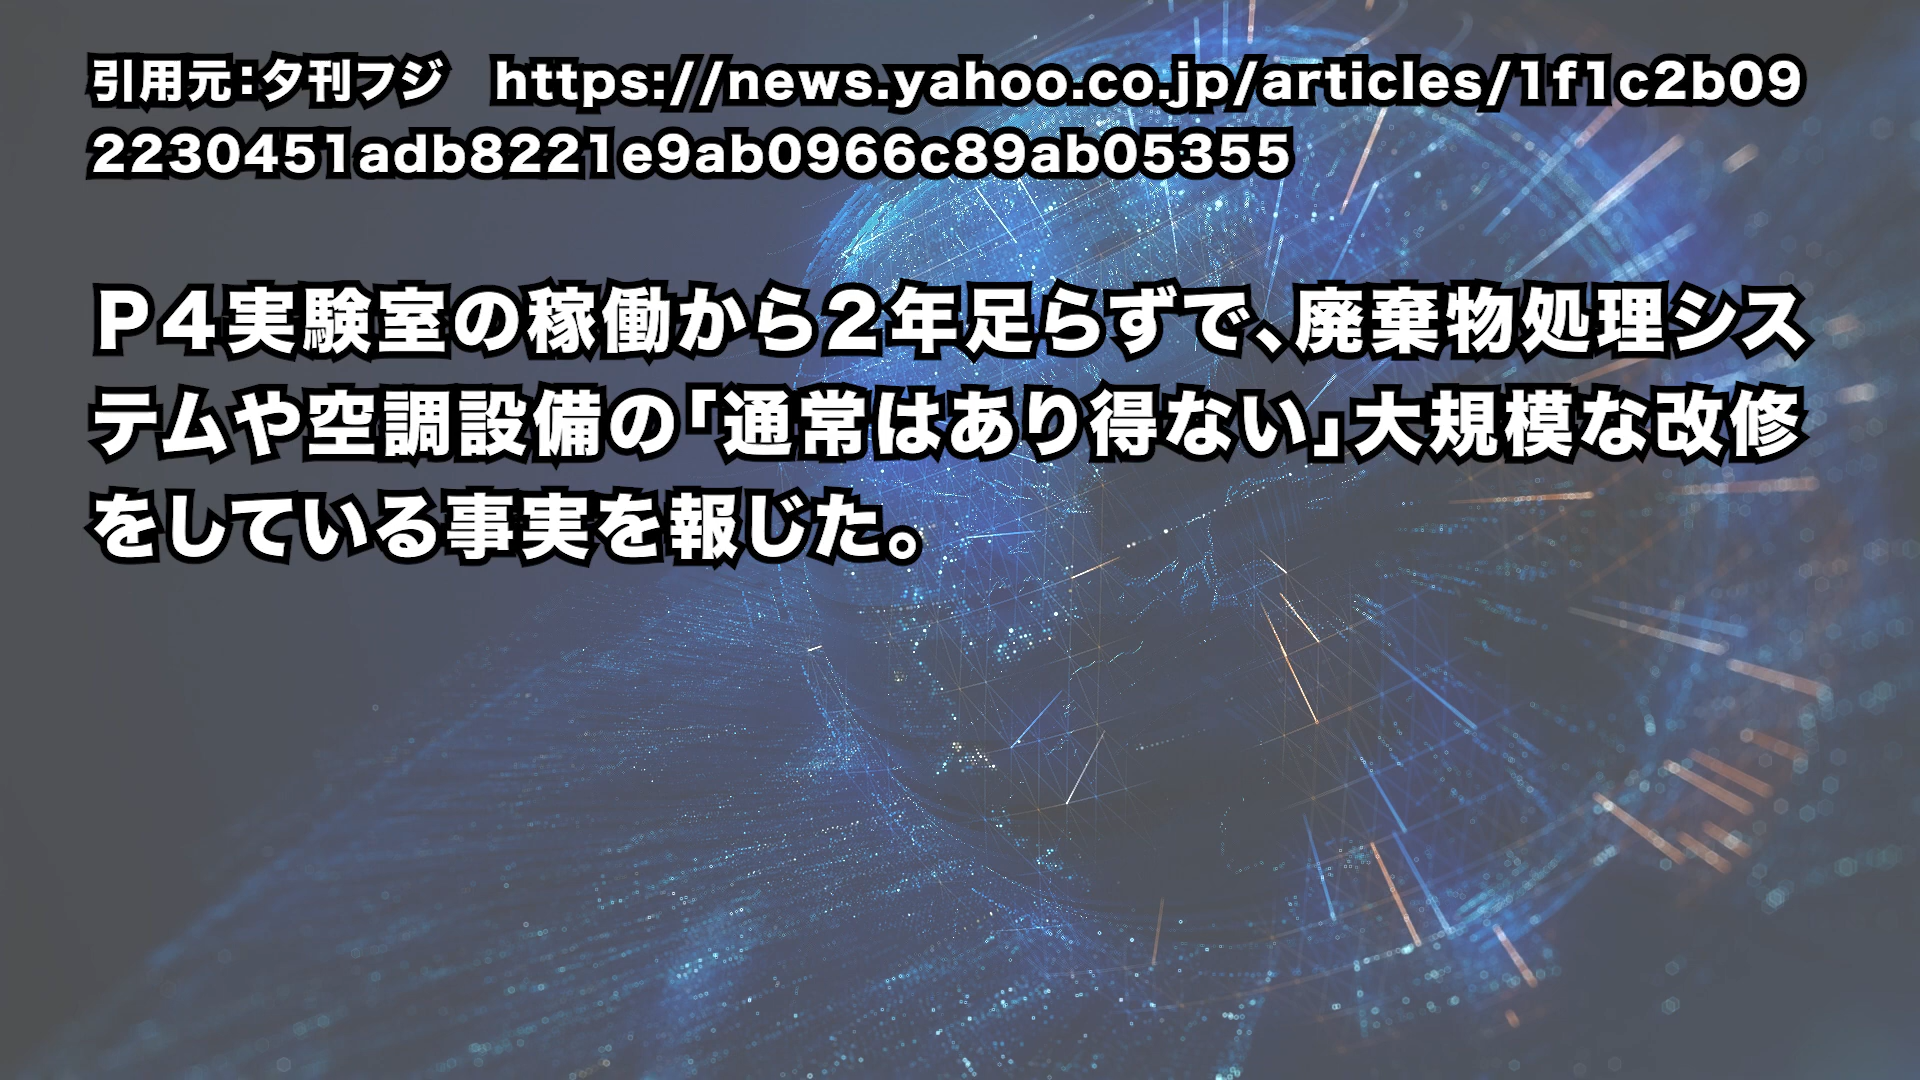 引用元：夕刊フジ　https://news.yahoo.co.jp/articles/1f1c2b09
2230451adb8221e9ab0966c89ab05355
Ｐ４実験室の稼働から２年足らずで、廃棄物処理シス
テムや空調設備の「通常はあり得ない」大規模な改修
をしている事実を報じた。